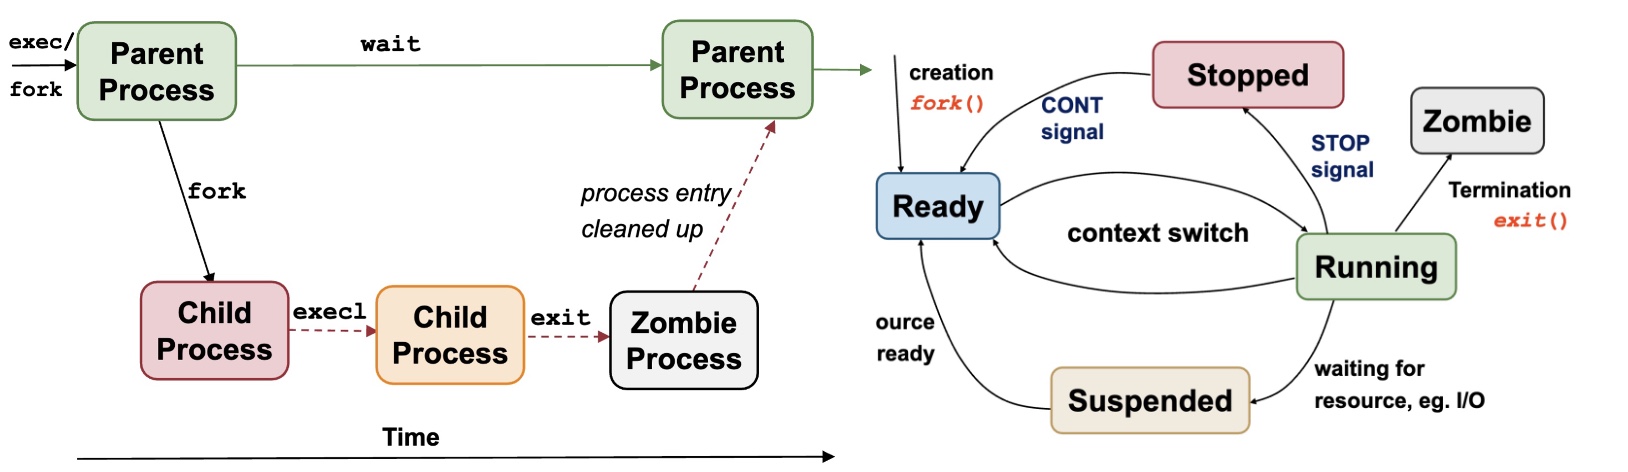 exec/
fork
Parent
Process
wait
Parent
Process
fork
process entry
cleaned up
Child
Process
execl
Child
Process
exit
Zombie
Process
Time
creation
fork()
CONT
signal
Stopped
STOP
signal
Zombie
Termination
exit()
Ready
context switch
Running
ource
ready
Suspended
waiting for
resource, eg. I/O